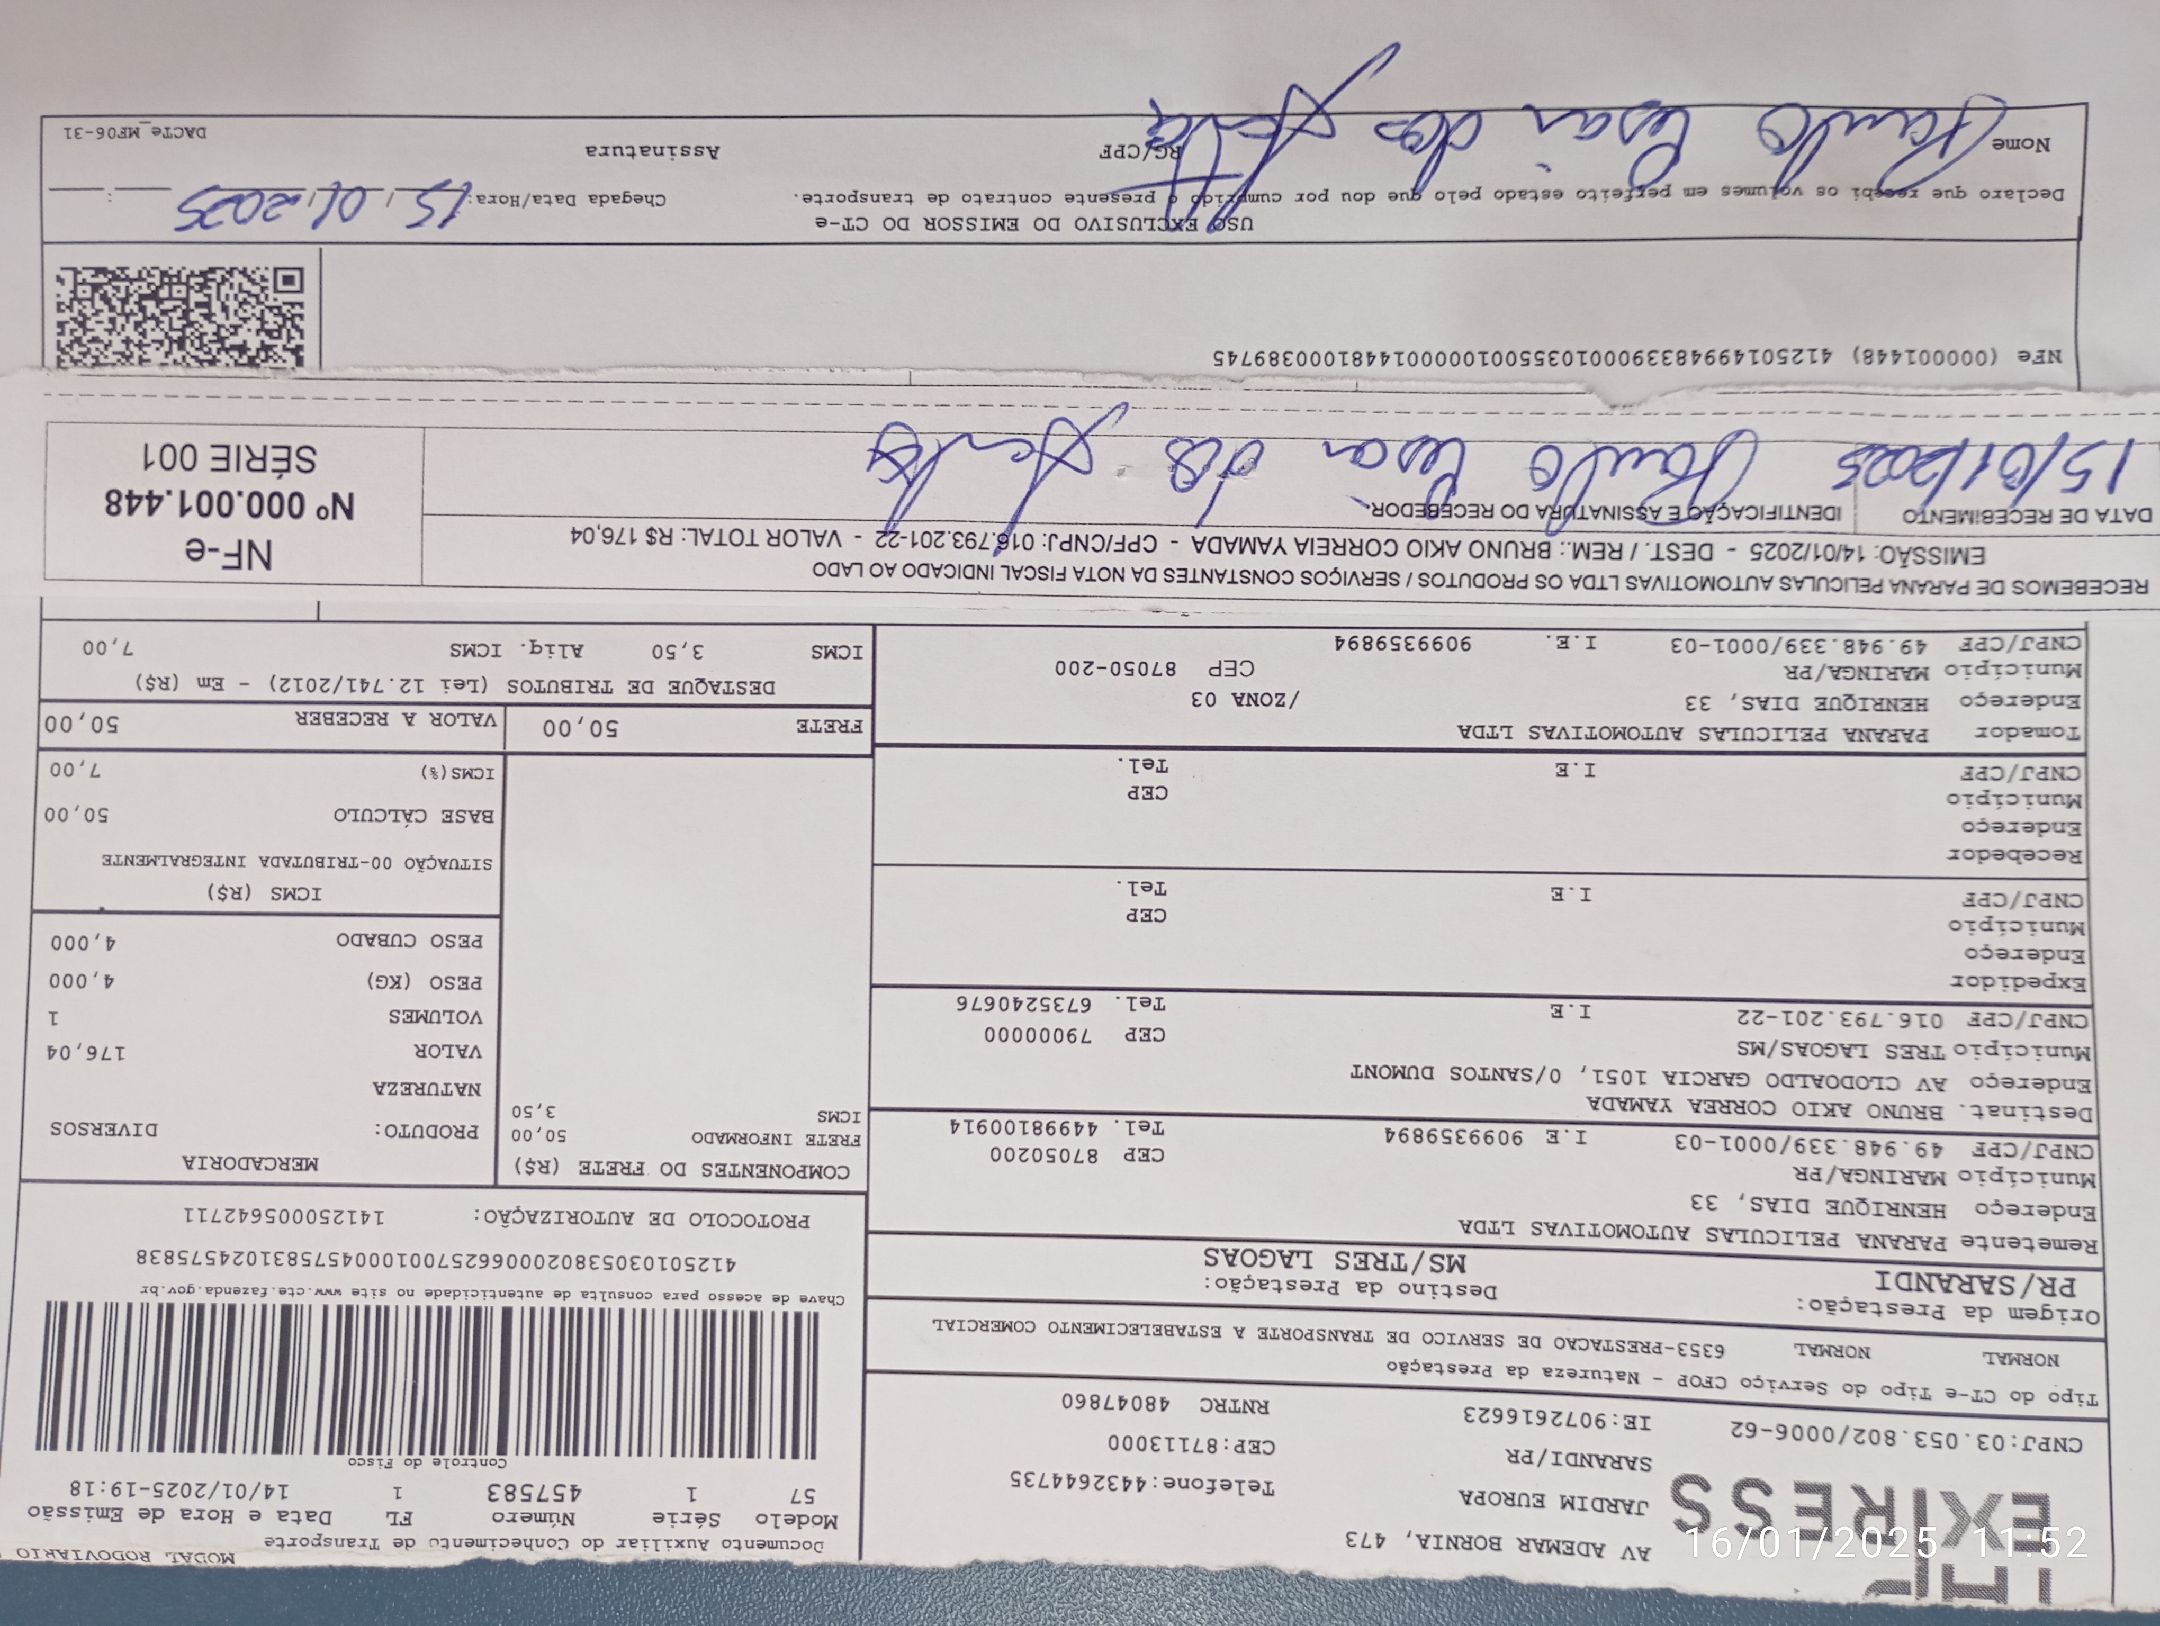 MODAL RODOVIARIO
EXPRESS
AV ADEMAR BORNIA, 473
JARDIM EUROPA Telefone:4432644735
SARANDI/PR CEP:87113000
CNPJ:03.053.802/0006-62 IE:9072616623 RNTRC 48047860
Documento Auxiliar do Conhecimento de Transporte
Modelo Série Número FL Data e Hora de Emissão
57 1 457583 1 14/01/2025-19:18
Controle do Fisco
Chave de acesso para consulta de autenticidade no site www.cte.fazenda.gov.br
41250103053802000662570010004575831024575838
PROTOCOLO DE AUTORIZAÇÃO: 141250005642711
Tipo do CT-e Tipo do Serviço CFOP - Natureza da Prestação
NORMAL NORMAL 6353-PRESTACAO DE SERVICO DE TRANSPORTE A ESTABELECIMENTO COMERCIAL
Origem da Prestação: Destino da Prestação:
PR/SARANDI MS/TRES LAGOAS
Remetente PARANA PELICULAS AUTOMOTIVAS LTDA
Endereço HENRIQUE DIAS, 33
Município MARINGA/PR CEP 87050200
CNPJ/CPF 49.948.339/0001-03 I.E 9099359894 Tel. 44998100914
Destinat. BRUNO AKIO CORREA YAMADA
Endereço AV CLODOALDO GARCIA 1051, 0/SANTOS DUMONT
Município TRES LAGOAS/MS CEP 79000000
CNPJ/CPF 016.793.201-22 I.E Tel. 6735240676
Expedidor
Endereço
Município CEP
CNPJ/CPF I.E Tel.
Recebedor
Endereço
Município CEP
CNPJ/CPF I.E Tel.
Tomador PARANA PELICULAS AUTOMOTIVAS LTDA
Endereço HENRIQUE DIAS, 33 /ZONA 03
Município MARINGA/PR CEP 87050-200
CNPJ/CPF 49.948.339/0001-03 I.E. 9099359894
COMPONENTES DO FRETE (R$)
FRETE INFORMADO 50,00
ICMS 3,50
MERCADORIA
PRODUTO: DIVERSOS
NATUREZA
VALOR 176,04
VOLUMES 1
PESO (KG) 4,000
PESO CUBADO 4,000
ICMS (R$)
SITUAÇÃO 00-TRIBUTADA INTEGRALMENTE
BASE CÁLCULO 50,00
ICMS(%) 7,00
FRETE 50,00 VALOR A RECEBER 50,00
DESTAQUE DE TRIBUTOS (Lei 12.741/2012) - Em (R$)
ICMS 3,50 Aliq. ICMS 7,00
RECEBEMOS DE PARANA PELICULAS AUTOMOTIVAS LTDA OS PRODUTOS / SERVIÇOS CONSTANTES DA NOTA FISCAL INDICADO AO LADO
EMISSÃO: 14/01/2025 - DEST. / REM.: BRUNO AKIO CORREIA YAMADA - CPF/CNPJ: 016.793.201-22 - VALOR TOTAL: R$ 176,04
DATA DE RECEBIMENTO IDENTIFICAÇÃO E ASSINATURA DO RECEBEDOR
15/01/2025 Paulo Cesar dos Santos
NF-e
Nº 000.001.448
SÉRIE 001
NFe (000001448) 41250149948339000103550010000014481000389745
USO EXCLUSIVO DO EMISSOR DO CT-e
Declaro que recebi os volumes em perfeito estado pelo que dou por cumprido o presente contrato de transporte. Chegada Data/Hora: 15/01/2025 __:__
Nome RG/CPF Assinatura DACTe_MF06-31
Paulo Cesar dos
16/01/2025 11:52